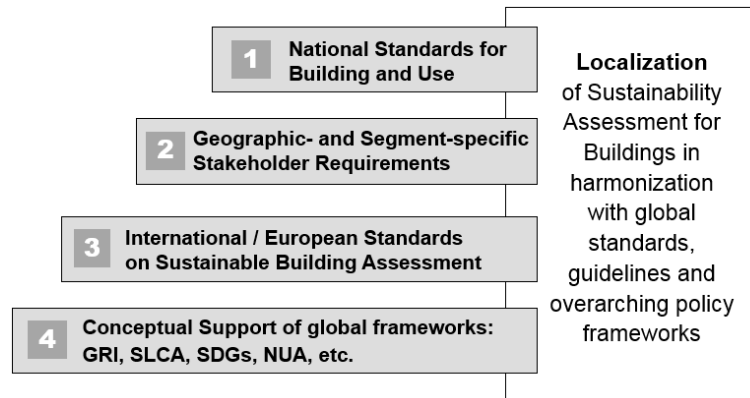 1
National Standards for
Building and Use
2
Geographic- and Segment-specific
Stakeholder Requirements
3
International / European Standards
on Sustainable Building Assessment
4
Conceptual Support of global frameworks:
GRI, SLCA, SDGs, NUA, etc.
Localization
of Sustainability
Assessment for
Buildings in
harmonization
with global
standards,
guidelines and
overarching policy
frameworks